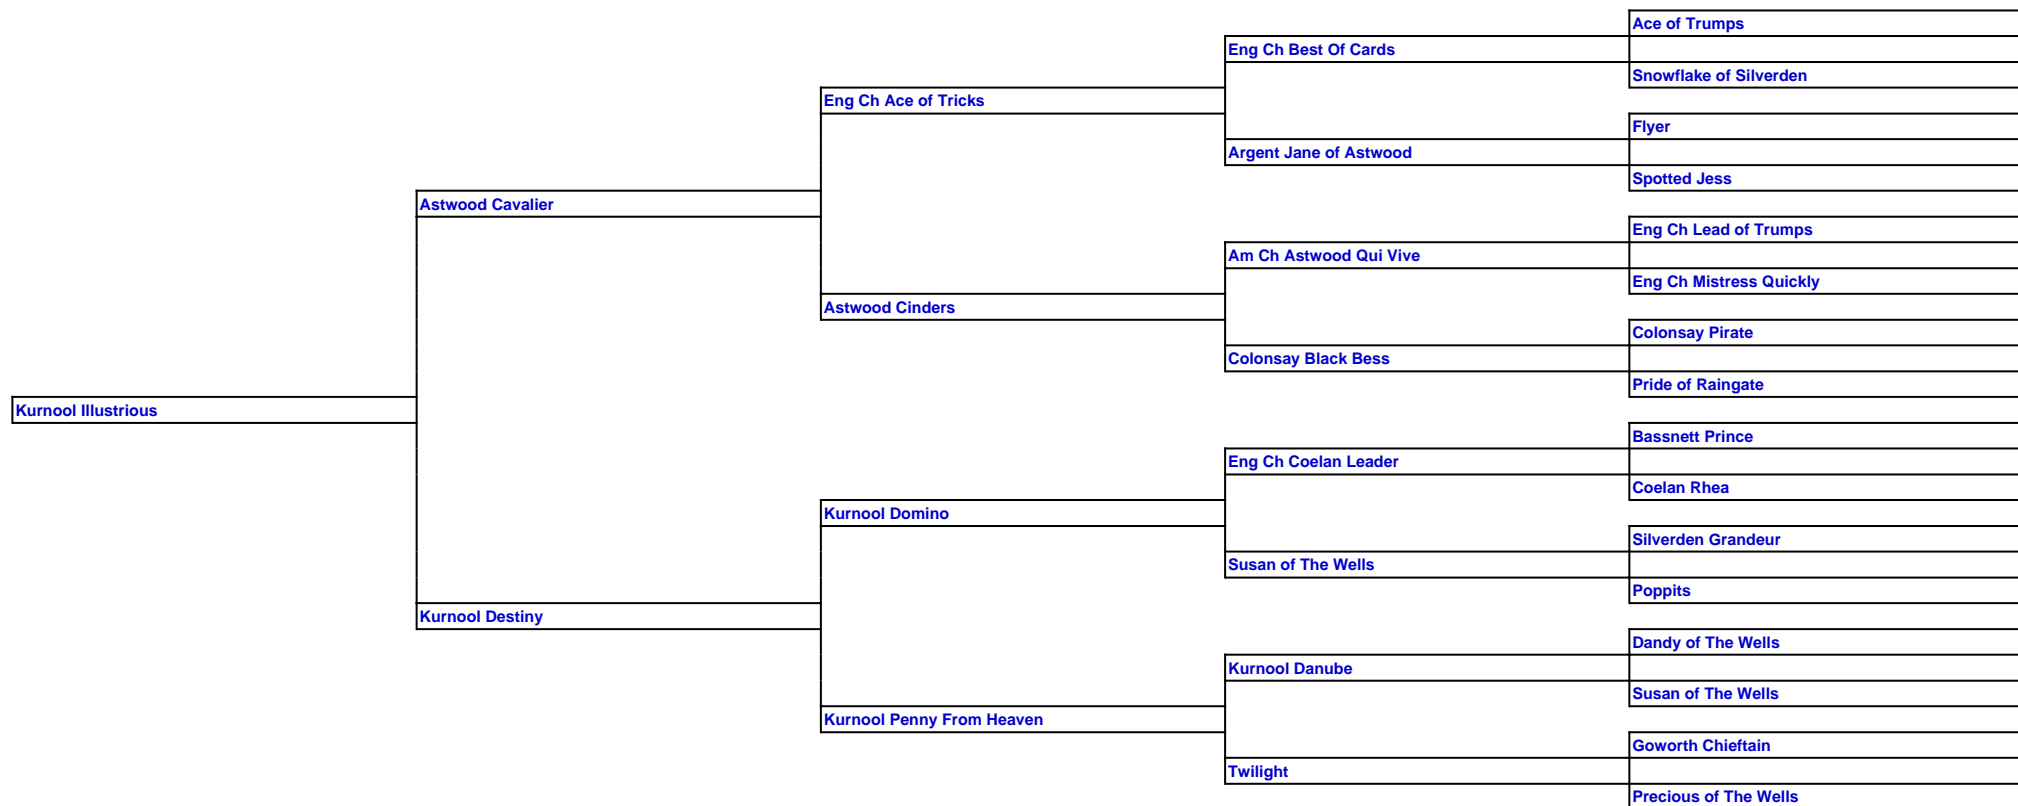 Ace of Trumps
Eng Ch Best Of Cards
Snowflake of Silverden
Eng Ch Ace of Tricks
Flyer
Argent Jane of Astwood
Spotted Jess
Astwood Cavalier
Eng Ch Lead of Trumps
Am Ch Astwood Qui Vive
Eng Ch Mistress Quickly
Astwood Cinders
Colonsay Pirate
Colonsay Black Bess
Pride of Raingate
Kurnool Illustrious
Bassnett Prince
Eng Ch Coelan Leader
Coelan Rhea
Kurnool Domino
Silverden Grandeur
Susan of The Wells
Poppits
Kurnool Destiny
Dandy of The Wells
Kurnool Danube
Susan of The Wells
Kurnool Penny From Heaven
Goworth Chieftain
Twilight
Precious of The Wells